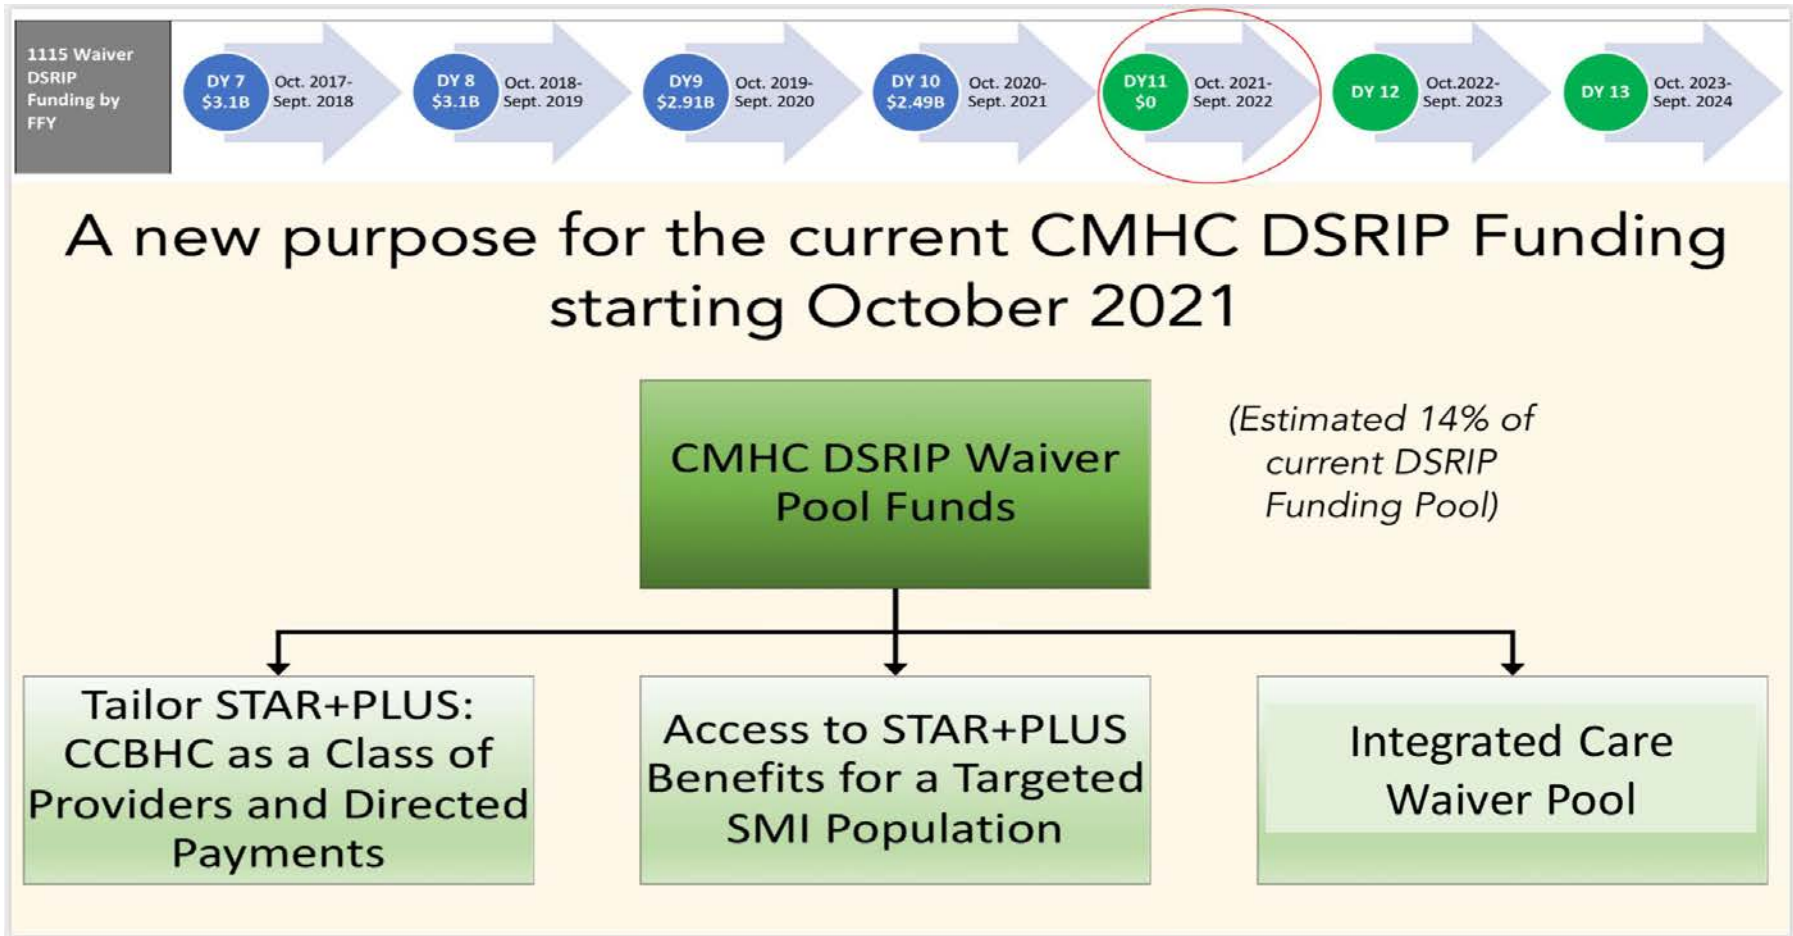 1115 Waiver
DSRIP
Funding by
FFY
DY 7
$3.1B
Oct. 2017-
Sept. 2018
DY 8
$3.1B
Oct. 2018-
Sept. 2019
DY9
$2.91B
Oct. 2019-
Sept. 2020
DY 10
$2.49B
Oct. 2020-
Sept. 2021
DY11
$0
Oct. 2021-
Sept. 2022
DY 12
Oct.2022-
Sept. 2023
DY 13
Oct. 2023-
Sept. 2024
A new purpose for the current CMHC DSRIP Funding
starting October 2021
CMHC DSRIP Waiver
Pool Funds
(Estimated 14% of
current DSRIP
Funding Pool)
Tailor STAR+PLUS:
CCBHC as a Class of
Providers and Directed
Payments
Access to STAR+PLUS
Benefits for a Targeted
SMI Population
Integrated Care
Waiver Pool